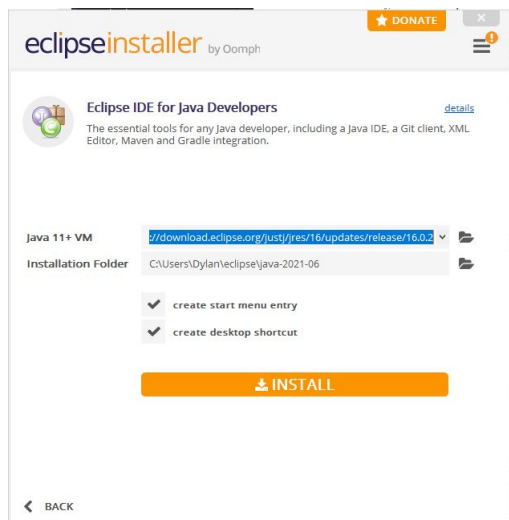 DONATE
eclipseinstaller by Oomph
Eclipse IDE for Java Developers
details
The essential tools for any Java developer, including a Java IDE, a Git client, XML
Editor, Maven and Gradle integration.
Java 11+ VM
://download.eclipse.org/justj/jres/16/updates/release/16.0.2
Installation Folder
C:\Users\Dylan\eclipse\java-2021-06
create start menu entry
create desktop shortcut
INSTALL
BACK